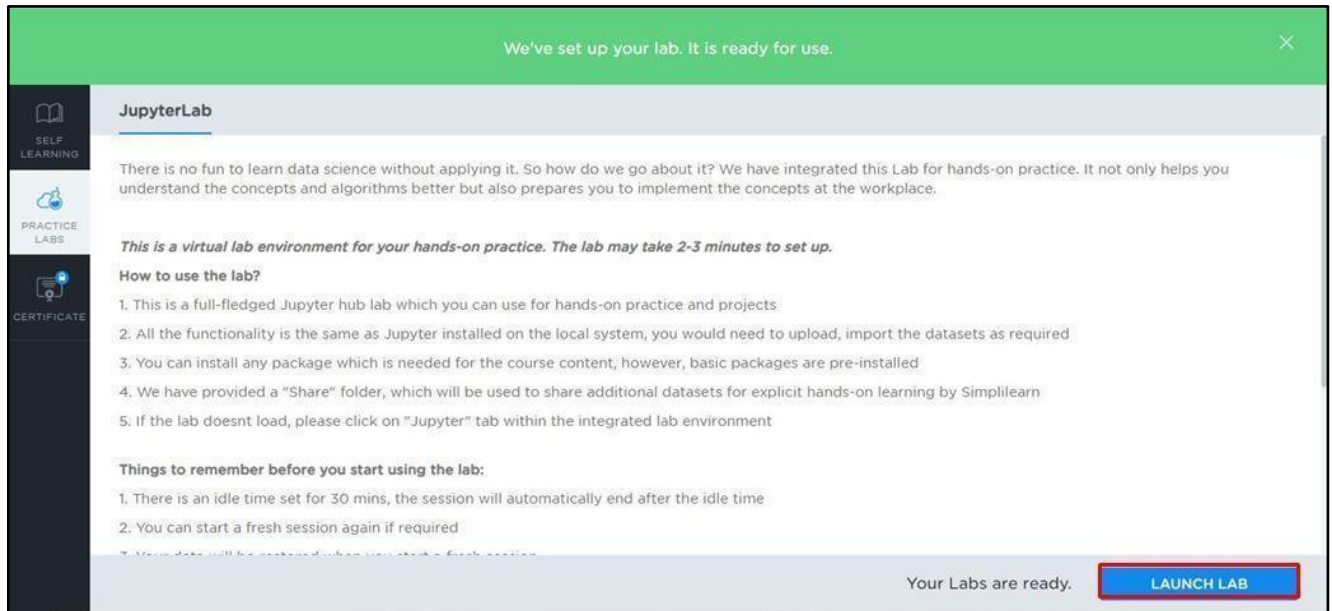 We've set up your lab. It is ready for use.
SELF
LEARNING
PRACTICE
LABS
CERTIFICATE
JupyterLab
There is no fun to learn data science without applying it. So how do we go about it? We have integrated this Lab for hands-on practice. It not only helps you
understand the concepts and algorithms better but also prepares you to implement the concepts at the workplace.
This is a virtual lab environment for your hands-on practice. The lab may take 2-3 minutes to set up.
How to use the lab?
1. This is a full-fledged Jupyter hub lab which you can use for hands-on practice and projects
2. All the functionality is the same as Jupyter installed on the local system, you would need to upload, import the datasets as required
3. You can install any package which is needed for the course content, however, basic packages are pre-installed
4. We have provided a "Share" folder, which will be used to share additional datasets for explicit hands-on learning by Simplilearn
5. If the lab doesnt load, please click on "Jupyter" tab within the integrated lab environment
Things to remember before you start using the lab:
1. There is an idle time set for 30 mins, the session will automatically end after the idle time
2. You can start a fresh session again if required
3. Your data will be restored when you start a fresh session
Your Labs are ready.
LAUNCH LAB